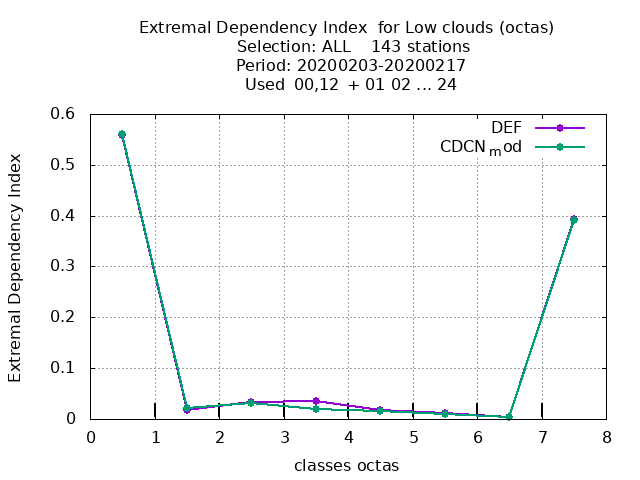 Extremal Dependency Index  for Low clouds (octas)
Selection: ALL    143 stations
Period: 20200203-20200217
Used  00,12  + 01 02 ... 24
DEF
CDCNmod
Extremal Dependency Index
0.6
0.5
0.4
0.3
0.2
0.1
0
0 1 2 3 4 5 6 7 8
classes octas